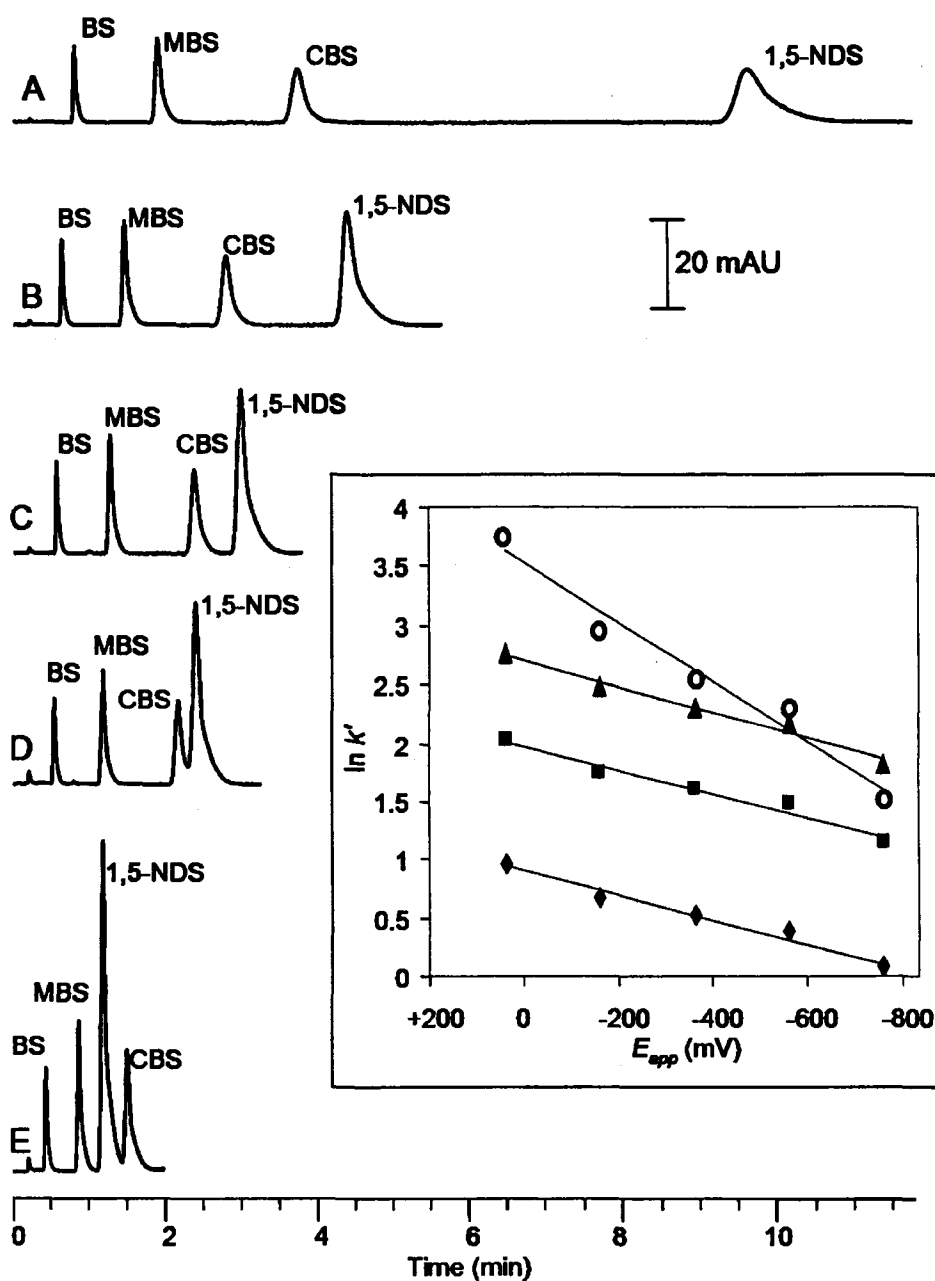 BS
MBS
CBS
1,5-NDS
A
BS
MBS
CBS
1,5-NDS
B
20 mAU
BS
MBS
CBS
1,5-NDS
C
BS
MBS
CBS
1,5-NDS
D
BS
MBS
1,5-NDS
CBS
E
4
3.5
3
2.5
2
1.5
1
0.5
0
ln k'
+200 0 -200 -400 -600 -800
E_app (mV)
0 2 4 6 8 10
Time (min)